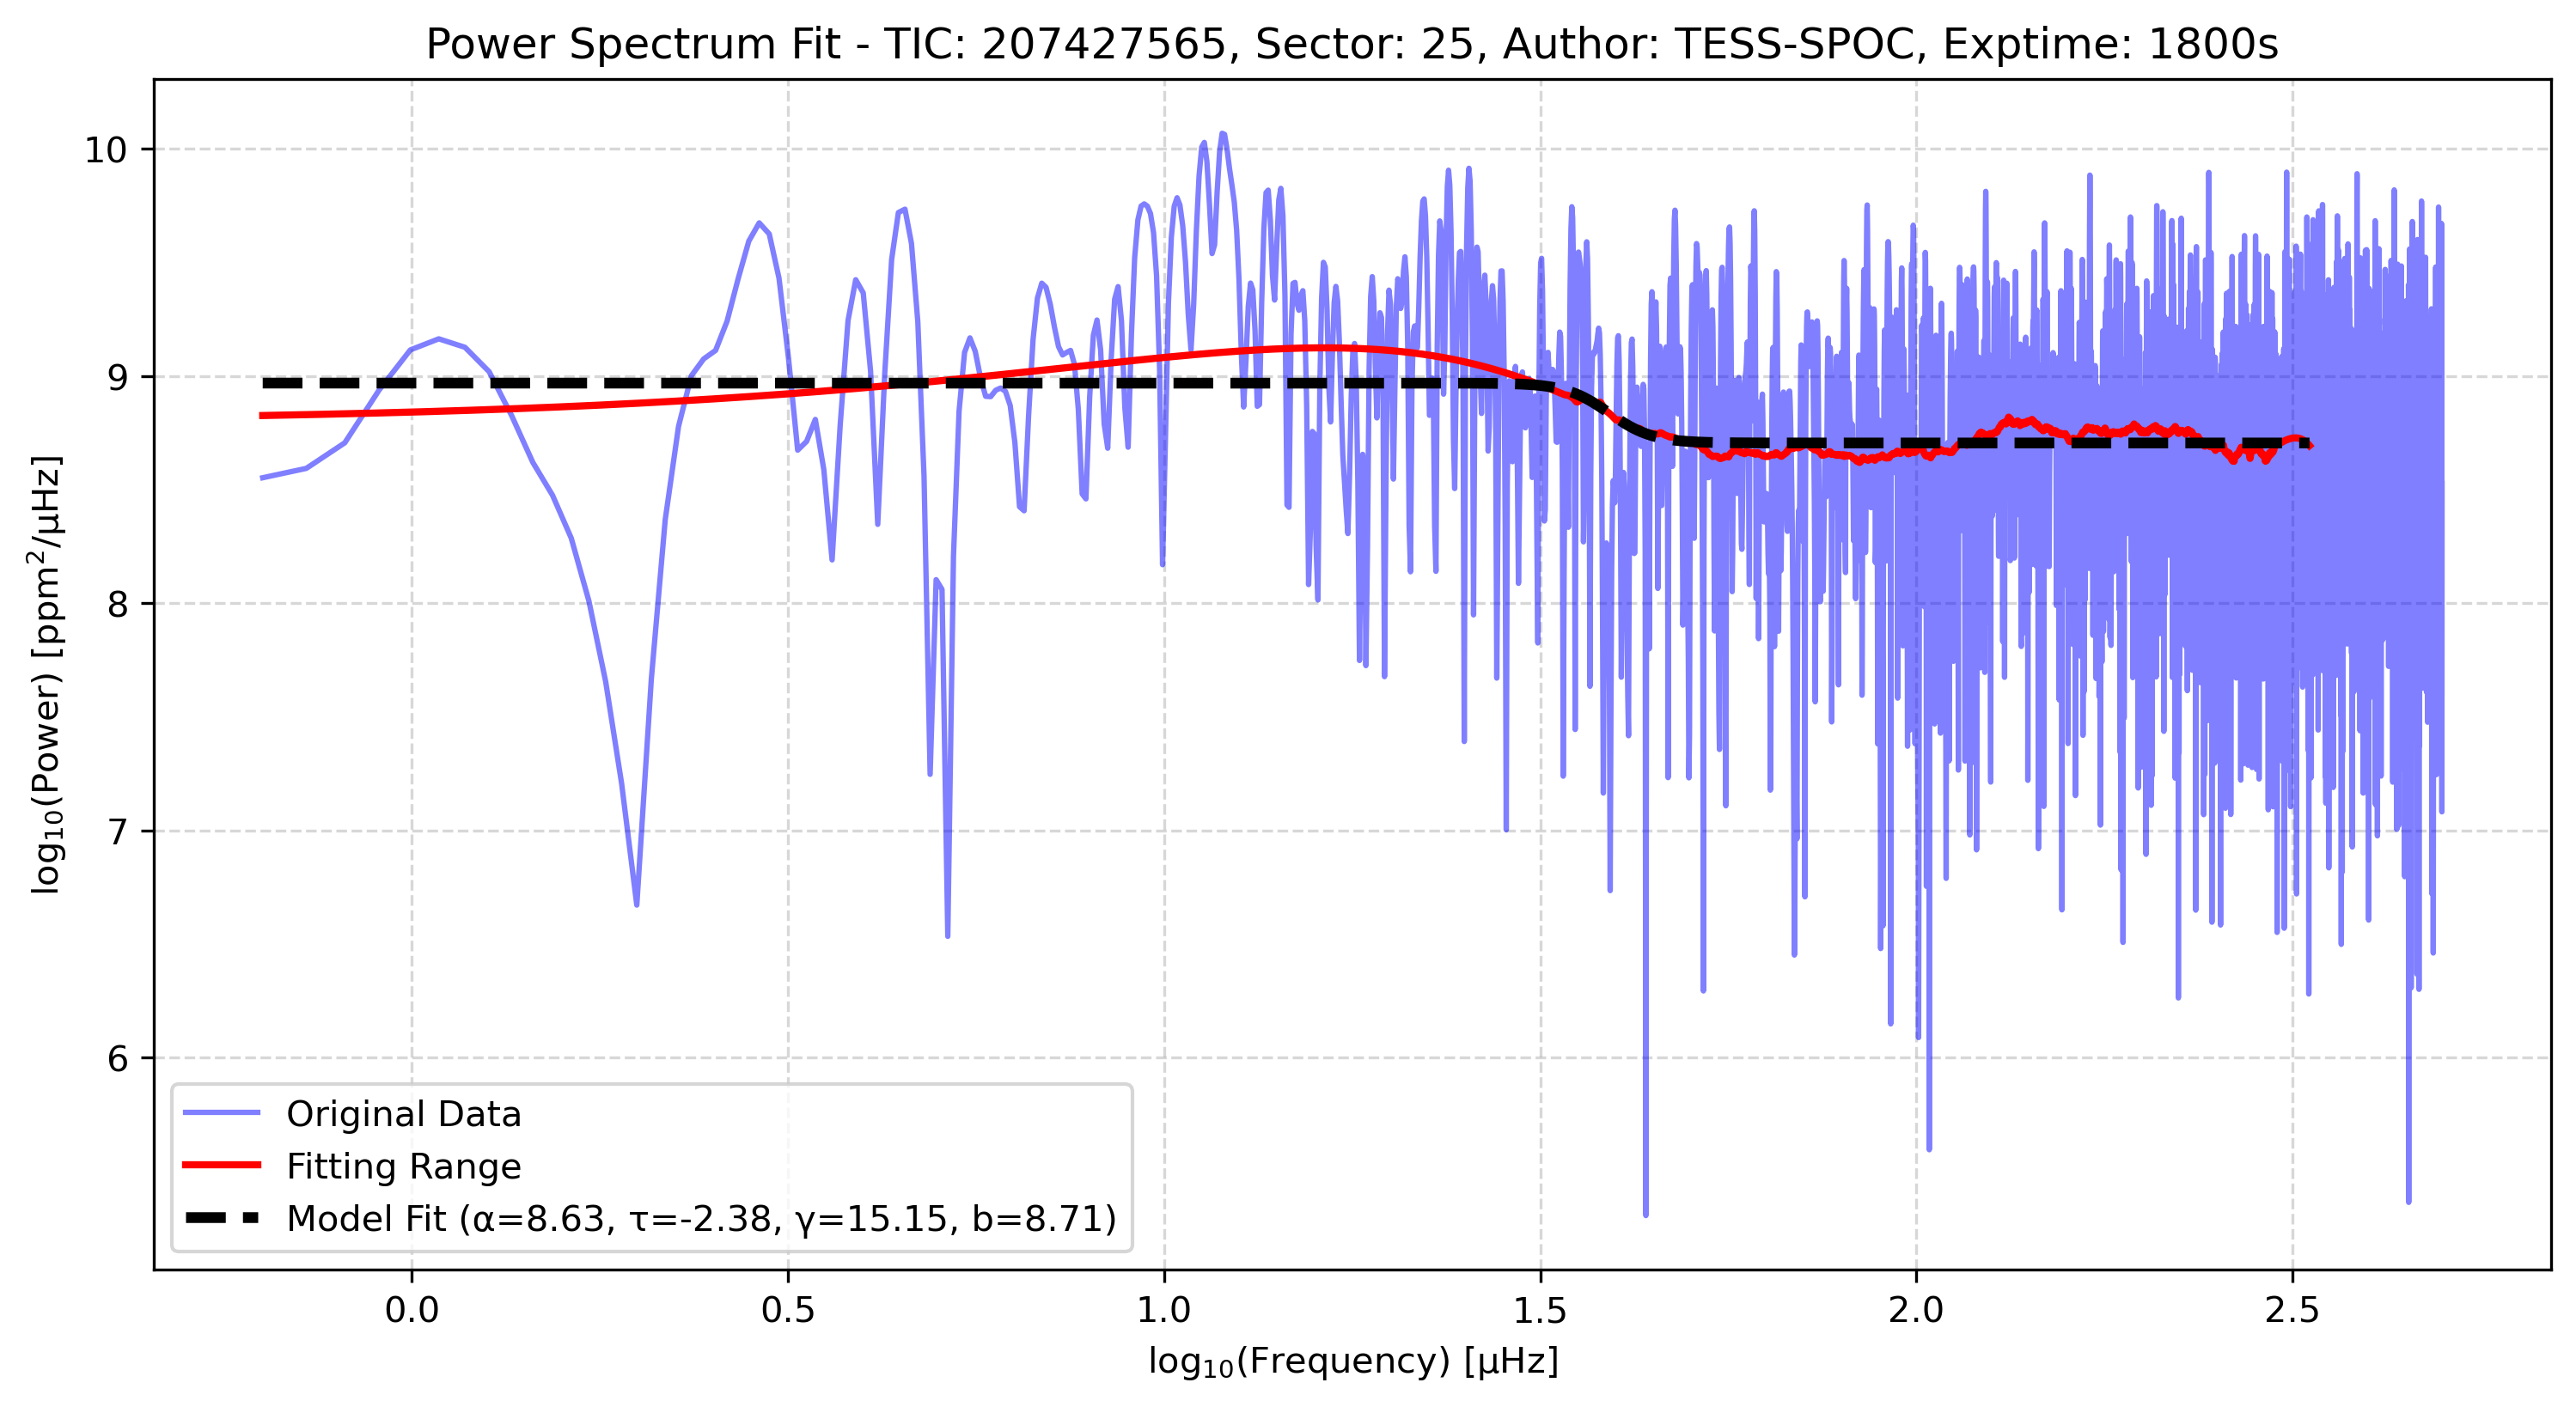 Power Spectrum Fit - TIC: 207427565, Sector: 25, Author: TESS-SPOC, Exptime: 1800s
log₁₀(Power) [ppm²/μHz]
10
9
8
7
6
Original Data
Fitting Range
Model Fit (α=8.63, τ=-2.38, γ=15.15, b=8.71)
0.0 0.5 1.0 1.5 2.0 2.5
log₁₀(Frequency) [μHz]